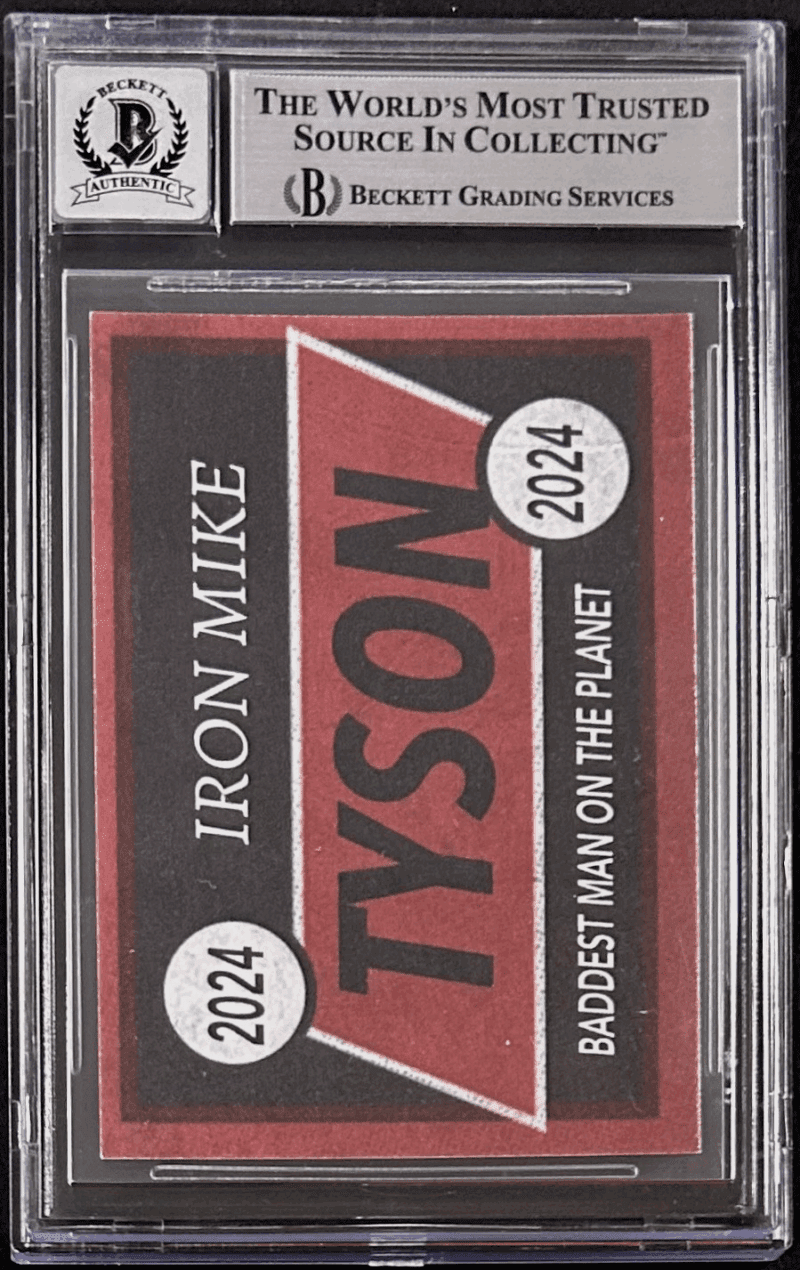 BECKETT
B
AUTHENTIC
THE WORLD'S MOST TRUSTED
SOURCE IN COLLECTING™
B BECKETT GRADING SERVICES
2024 IRON MIKE
TYSON
BADDEST MAN ON THE PLANET 2024